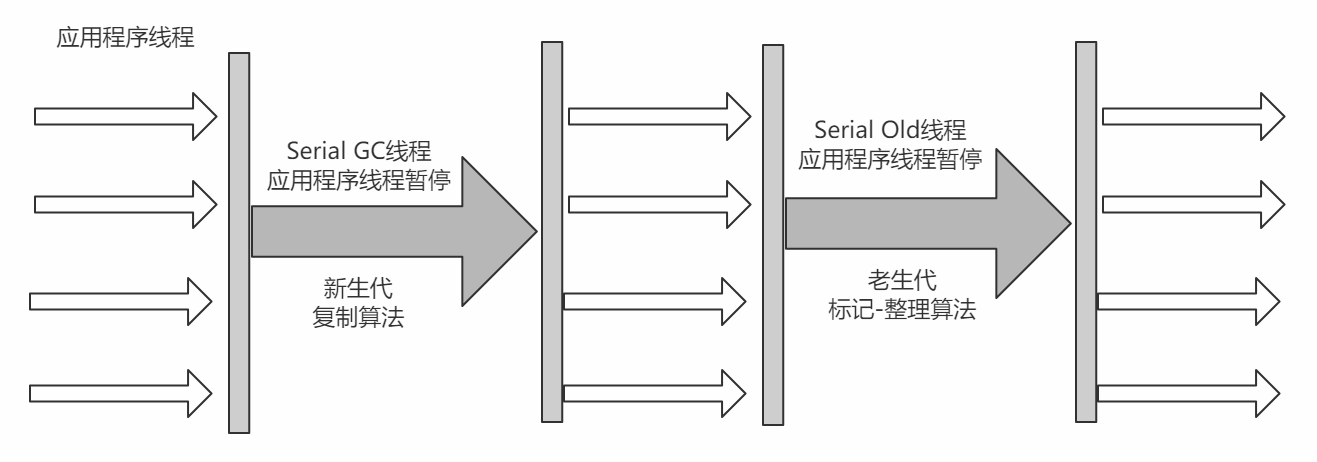 应用程序线程
Serial GC线程
应用程序线程暂停
新生代
复制算法
Serial Old线程
应用程序线程暂停
老生代
标记-整理算法